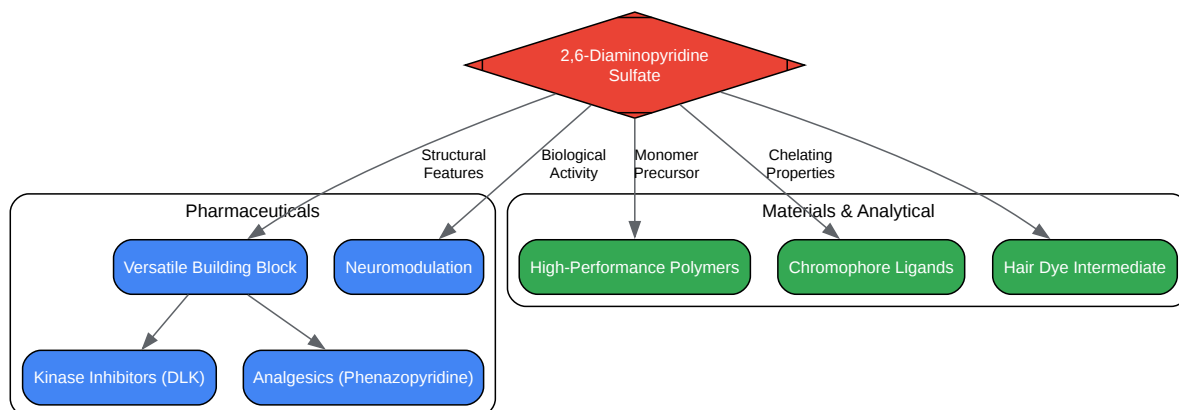 2,6-Diaminopyridine
Sulfate
Structural
Features
Biological
Activity
Monomer
Precursor
Chelating
Properties
Pharmaceuticals
Materials & Analytical
Versatile Building Block
Neuromodulation
High-Performance Polymers
Chromophore Ligands
Hair Dye Intermediate
Kinase Inhibitors (DLK)
Analgesics (Phenazopyridine)